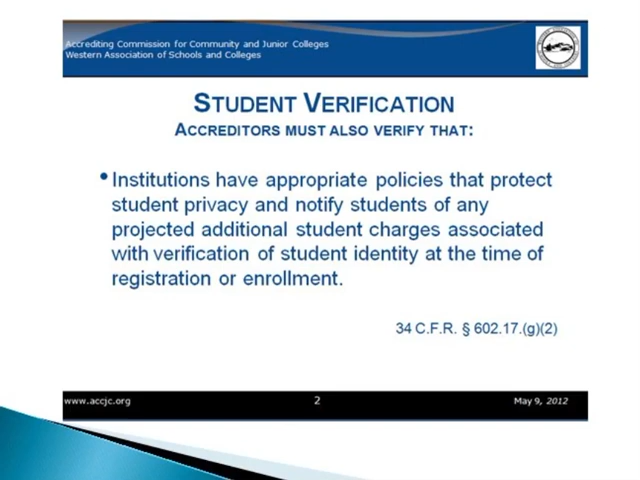 Accrediting Commission for Community and Junior Colleges
Western Association of Schools and Colleges
STUDENT VERIFICATION
ACCREDITORS MUST ALSO VERIFY THAT:
• Institutions have appropriate policies that protect
student privacy and notify students of any
projected additional student charges associated
with verification of student identity at the time of
registration or enrollment.
34 C.F.R. § 602.17.(g)(2)
www.accjc.org 2 May 9, 2012